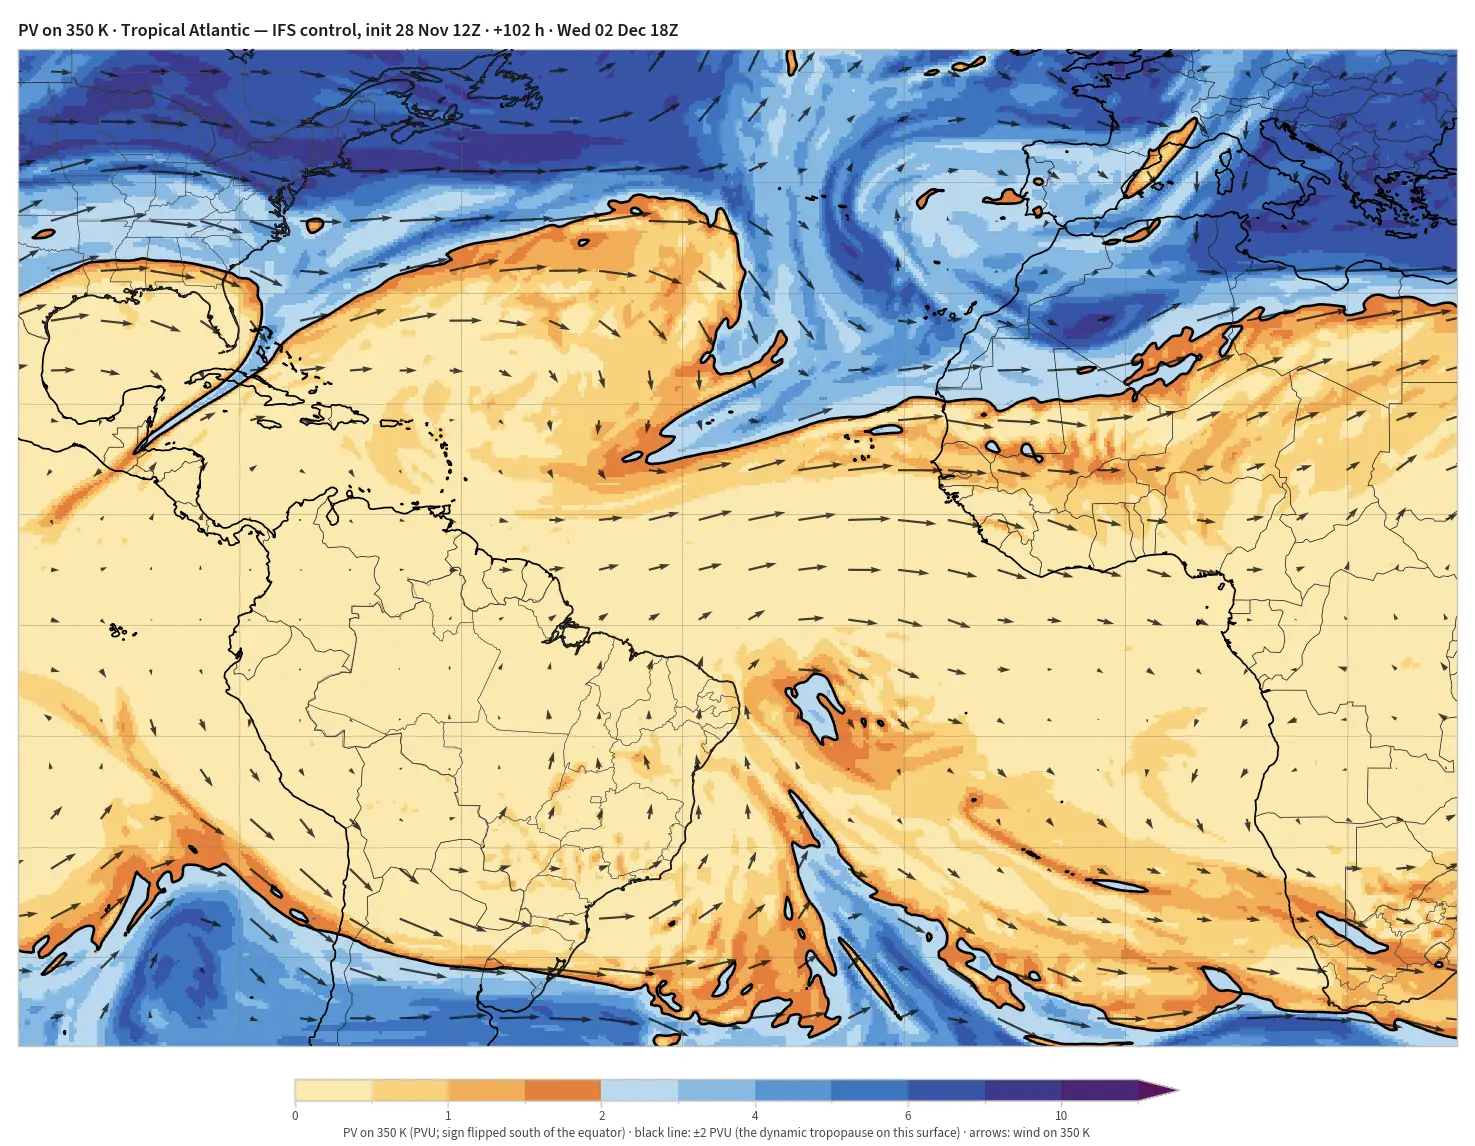 PV on 350 K · Tropical Atlantic — IFS control, init 28 Nov 12Z · +102 h · Wed 02 Dec 18Z
0 1 2 4 6 10
PV on 350 K (PVU; sign flipped south of the equator) · black line: ±2 PVU (the dynamic tropopause on this surface) · arrows: wind on 350 K